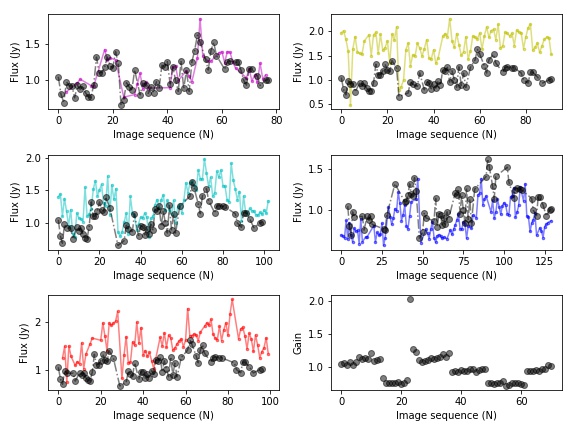 1.5
1.0
Flux (Jy)
0 20 40 60 80
Image sequence (N)
2.0
1.5
1.0
0.5
Flux (Jy)
0 20 40 60 80
Image sequence (N)
2.0
1.5
1.0
Flux (Jy)
0 20 40 60 80 100
Image sequence (N)
1.5
1.0
Flux (Jy)
0 25 50 75 100 125
Image sequence (N)
2
1
Flux (Jy)
0 20 40 60 80 100
Image sequence (N)
2.0
1.5
1.0
Gain
0 20 40 60
Image sequence (N)